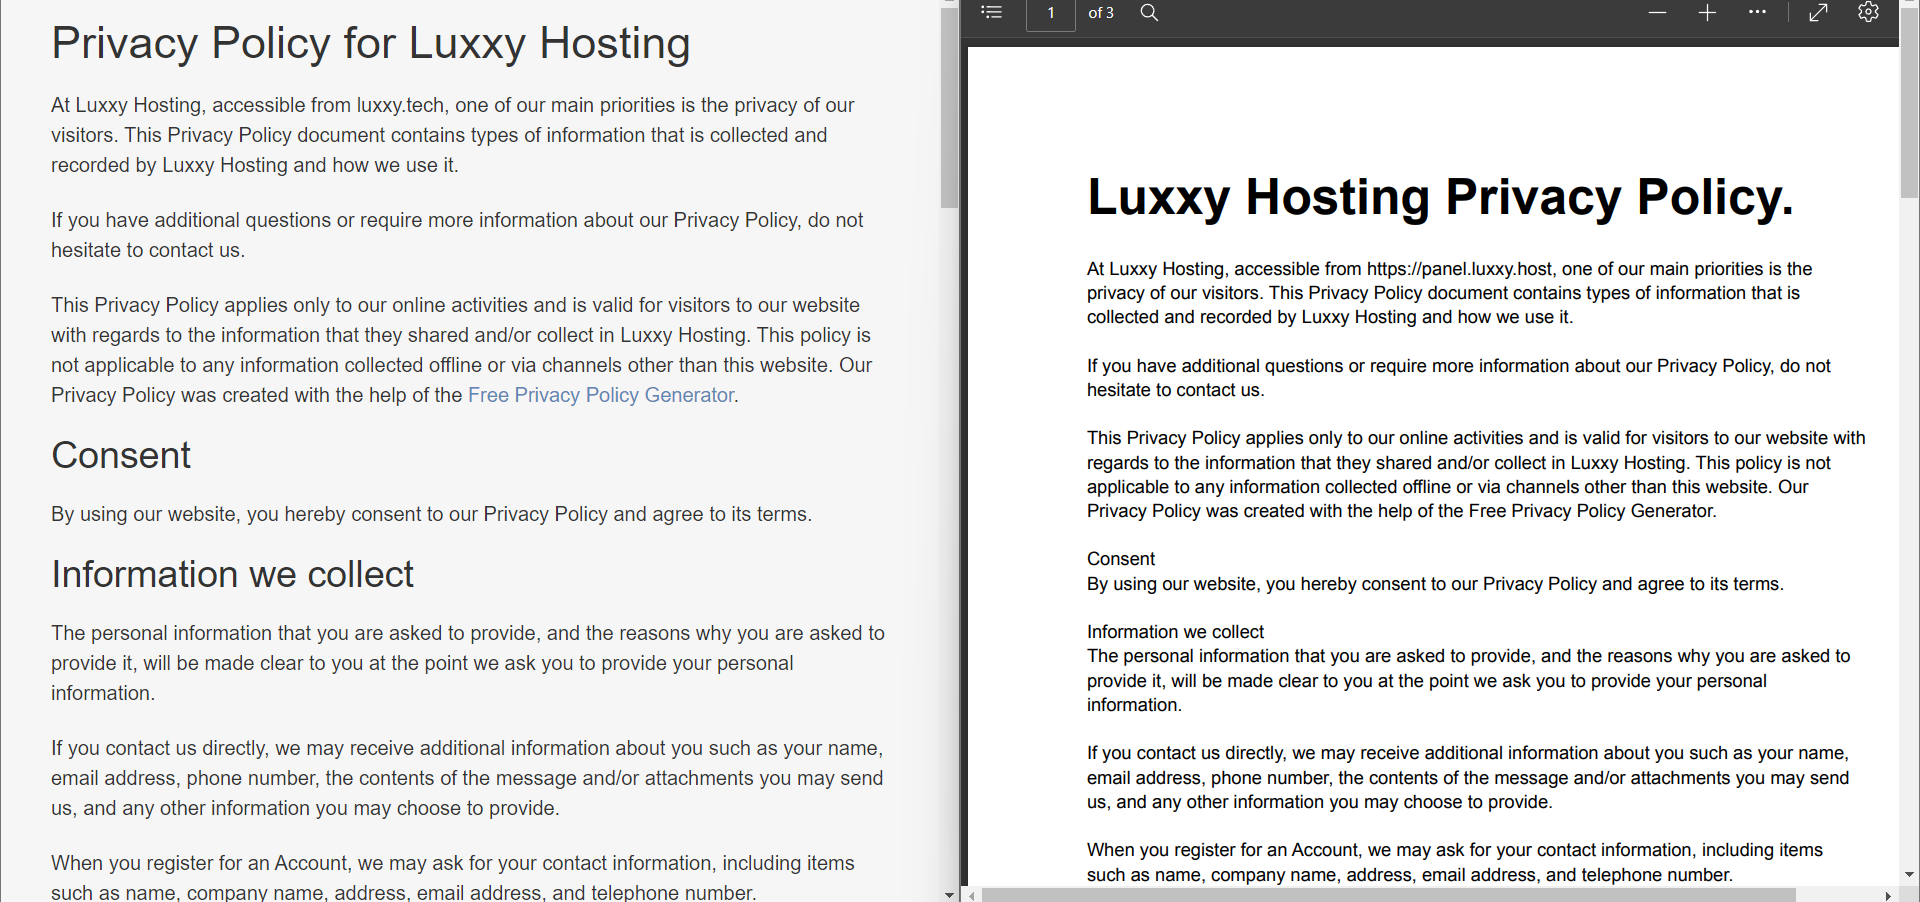 Privacy Policy for Luxxy Hosting
At Luxxy Hosting, accessible from luxxy.tech, one of our main priorities is the privacy of our
visitors. This Privacy Policy document contains types of information that is collected and
recorded by Luxxy Hosting and how we use it.
If you have additional questions or require more information about our Privacy Policy, do not
hesitate to contact us.
This Privacy Policy applies only to our online activities and is valid for visitors to our website
with regards to the information that they shared and/or collect in Luxxy Hosting. This policy is
not applicable to any information collected offline or via channels other than this website. Our
Privacy Policy was created with the help of the Free Privacy Policy Generator.
Consent
By using our website, you hereby consent to our Privacy Policy and agree to its terms.
Information we collect
The personal information that you are asked to provide, and the reasons why you are asked to
provide it, will be made clear to you at the point we ask you to provide your personal
information.
If you contact us directly, we may receive additional information about you such as your name,
email address, phone number, the contents of the message and/or attachments you may send
us, and any other information you may choose to provide.
When you register for an Account, we may ask for your contact information, including items
such as name, company name, address, email address, and telephone number.
1 of 3
Luxxy Hosting Privacy Policy.
At Luxxy Hosting, accessible from https://panel.luxxy.host, one of our main priorities is the
privacy of our visitors. This Privacy Policy document contains types of information that is
collected and recorded by Luxxy Hosting and how we use it.
If you have additional questions or require more information about our Privacy Policy, do not
hesitate to contact us.
This Privacy Policy applies only to our online activities and is valid for visitors to our website with
regards to the information that they shared and/or collect in Luxxy Hosting. This policy is not
applicable to any information collected offline or via channels other than this website. Our
Privacy Policy was created with the help of the Free Privacy Policy Generator.
Consent
By using our website, you hereby consent to our Privacy Policy and agree to its terms.
Information we collect
The personal information that you are asked to provide, and the reasons why you are asked to
provide it, will be made clear to you at the point we ask you to provide your personal
information.
If you contact us directly, we may receive additional information about you such as your name,
email address, phone number, the contents of the message and/or attachments you may send
us, and any other information you may choose to provide.
When you register for an Account, we may ask for your contact information, including items
such as name, company name, address, email address, and telephone number.